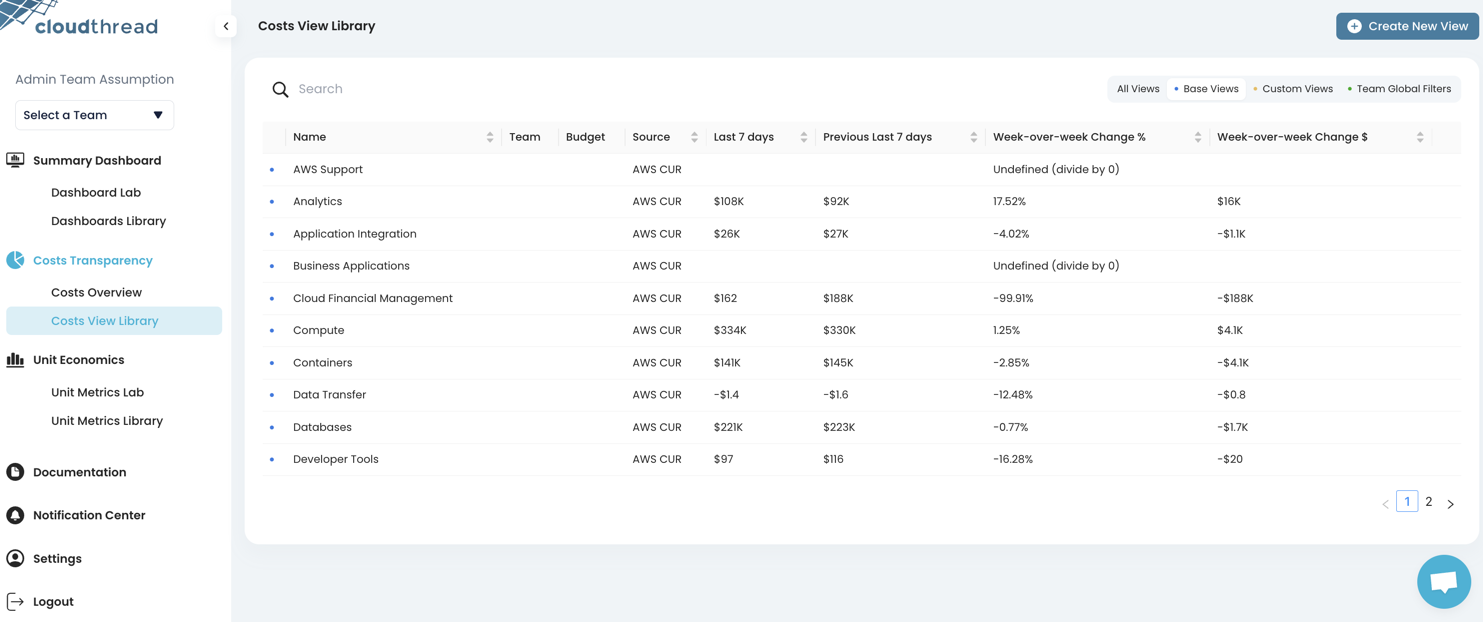 cloudthread
Costs View Library
Create New View
Admin Team Assumption
Select a Team
Summary Dashboard
Dashboard Lab
Dashboards Library
Costs Transparency
Costs Overview
Costs View Library
Unit Economics
Unit Metrics Lab
Unit Metrics Library
Documentation
Notification Center
Settings
Logout
Search
All Views Base Views Custom Views Team Global Filters
Name Team Budget Source Last 7 days Previous Last 7 days Week-over-week Change % Week-over-week Change $
AWS Support AWS CUR Undefined (divide by 0)
Analytics AWS CUR $108K $92K 17.52% $16K
Application Integration AWS CUR $26K $27K -4.02% -$1.1K
Business Applications AWS CUR Undefined (divide by 0)
Cloud Financial Management AWS CUR $162 $188K -99.91% -$188K
Compute AWS CUR $334K $330K 1.25% $4.1K
Containers AWS CUR $141K $145K -2.85% -$4.1K
Data Transfer AWS CUR -$1.4 -$1.6 -12.48% -$0.8
Databases AWS CUR $221K $223K -0.77% -$1.7K
Developer Tools AWS CUR $97 $116 -16.28% -$20
< 1 2 >